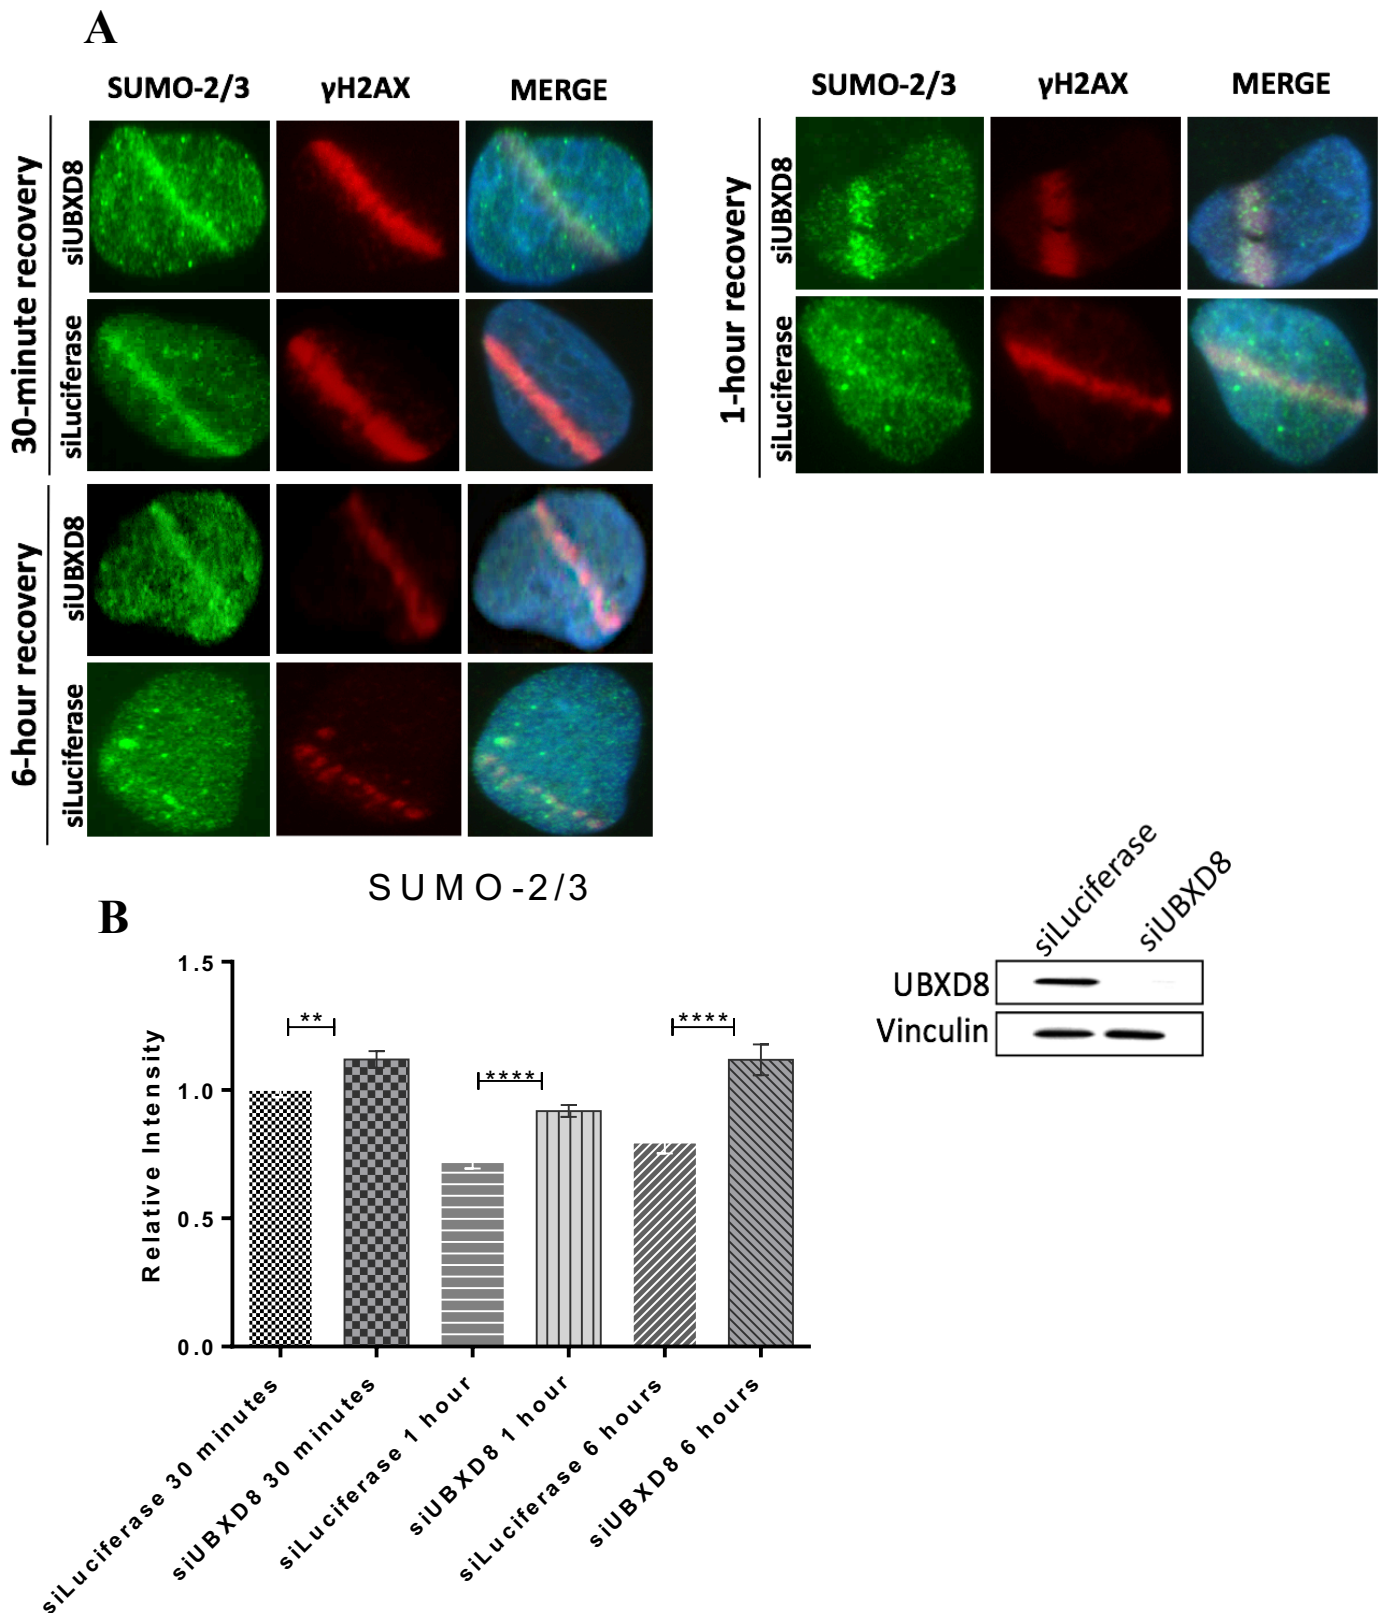 A
SUMO-2/3 γH2AX MERGE
SUMO-2/3 γH2AX MERGE
30-minute recovery
siUBXD8
siLuciferase
1-hour recovery
siUBXD8
siLuciferase
6-hour recovery
siUBXD8
siLuciferase
B
SUMO-2/3
Relative Intensity
1.5
1.0
0.5
0.0
**
****
****
siLuciferase 30 minutes
siUBXD8 30 minutes
siLuciferase 1 hour
siUBXD8 1 hour
siLuciferase 6 hours
siUBXD8 6 hours
siLuciferase
siUBXD8
UBXD8
Vinculin